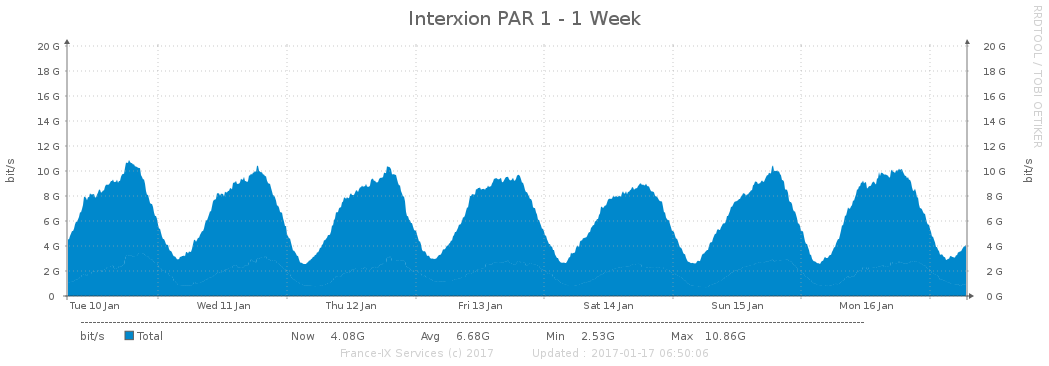 Interxion PAR 1 - 1 Week
RRDTOOL / TOBI OETIKER
20 G 20 G
18 G 18 G
16 G 16 G
14 G 14 G
12 G 12 G
10 G 10 G
8 G 8 G
6 G 6 G
4 G 4 G
2 G 2 G
0 0 G
bit/s bit/s
Tue 10 Jan Wed 11 Jan Thu 12 Jan Fri 13 Jan Sat 14 Jan Sun 15 Jan Mon 16 Jan
bit/s Total Now 4.08G Avg 6.68G Min 2.53G Max 10.86G
France-IX Services (c) 2017 Updated : 2017-01-17 06:50:06